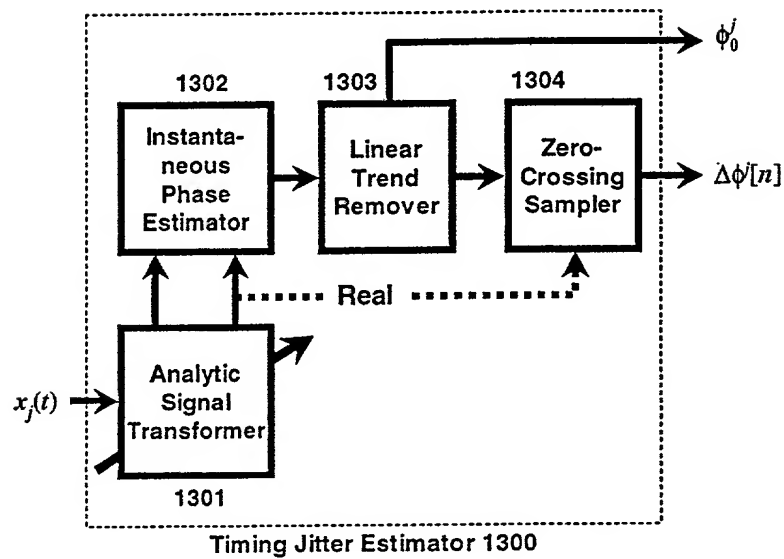 ϕ₀ʲ
1302
1303
1304
Instanta-
neous
Phase
Estimator
Linear
Trend
Remover
Zero-
Crossing
Sampler
Δϕʲ[n]
Real
xⱼ(t)
Analytic
Signal
Transformer
1301
Timing Jitter Estimator 1300